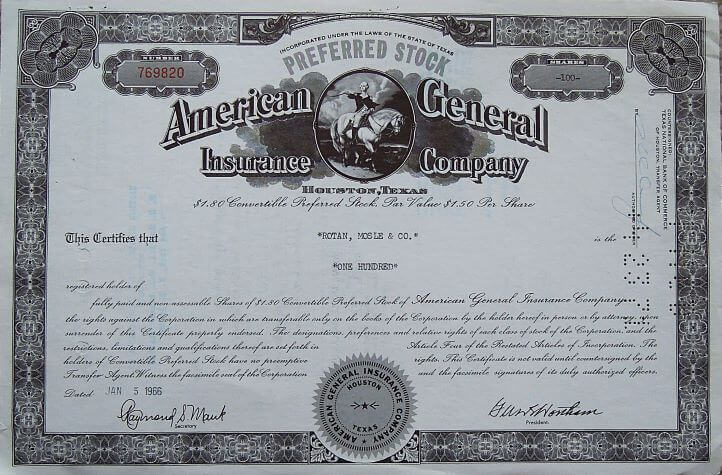 INCORPORATED UNDER THE LAWS OF THE STATE OF TEXAS
PREFERRED STOCK
NUMBER
769820
SHARES
-100-
American General
Insurance Company
HOUSTON, TEXAS
$1.80 Convertible Preferred Stock, Par Value $1.50 Per Share
COUNTERSIGNED
TEXAS NATIONAL BANK OF COMMERCE
OF HOUSTON, TRANSFER AGENT
BY
This Certifies that
*ROTAN, MOSLE & CO.*
is the
*ONE HUNDRED*
registered holder of
fully paid and non-assessable Shares of $1.80 Convertible Preferred Stock of American General Insurance Company,
the rights against the Corporation in which are transferable only on the books of the Corporation by the holder hereof in person or by attorney, upon
surrender of this Certificate properly endorsed. The designations, preferences and relative rights of each class of stock of the Corporation, and the
restrictions, limitations and qualifications thereof are set forth in Article Four of the Restated Articles of Incorporation. The
holders of Convertible Preferred Stock have no preemptive rights. This Certificate is not valid until countersigned by the
Transfer Agent. Witness the facsimile seal of the Corporation and the facsimile signatures of its duly authorized officers.
Dated JAN 5 1966
AMERICAN GENERAL INSURANCE COMPANY
HOUSTON
TEXAS
Secretary
President